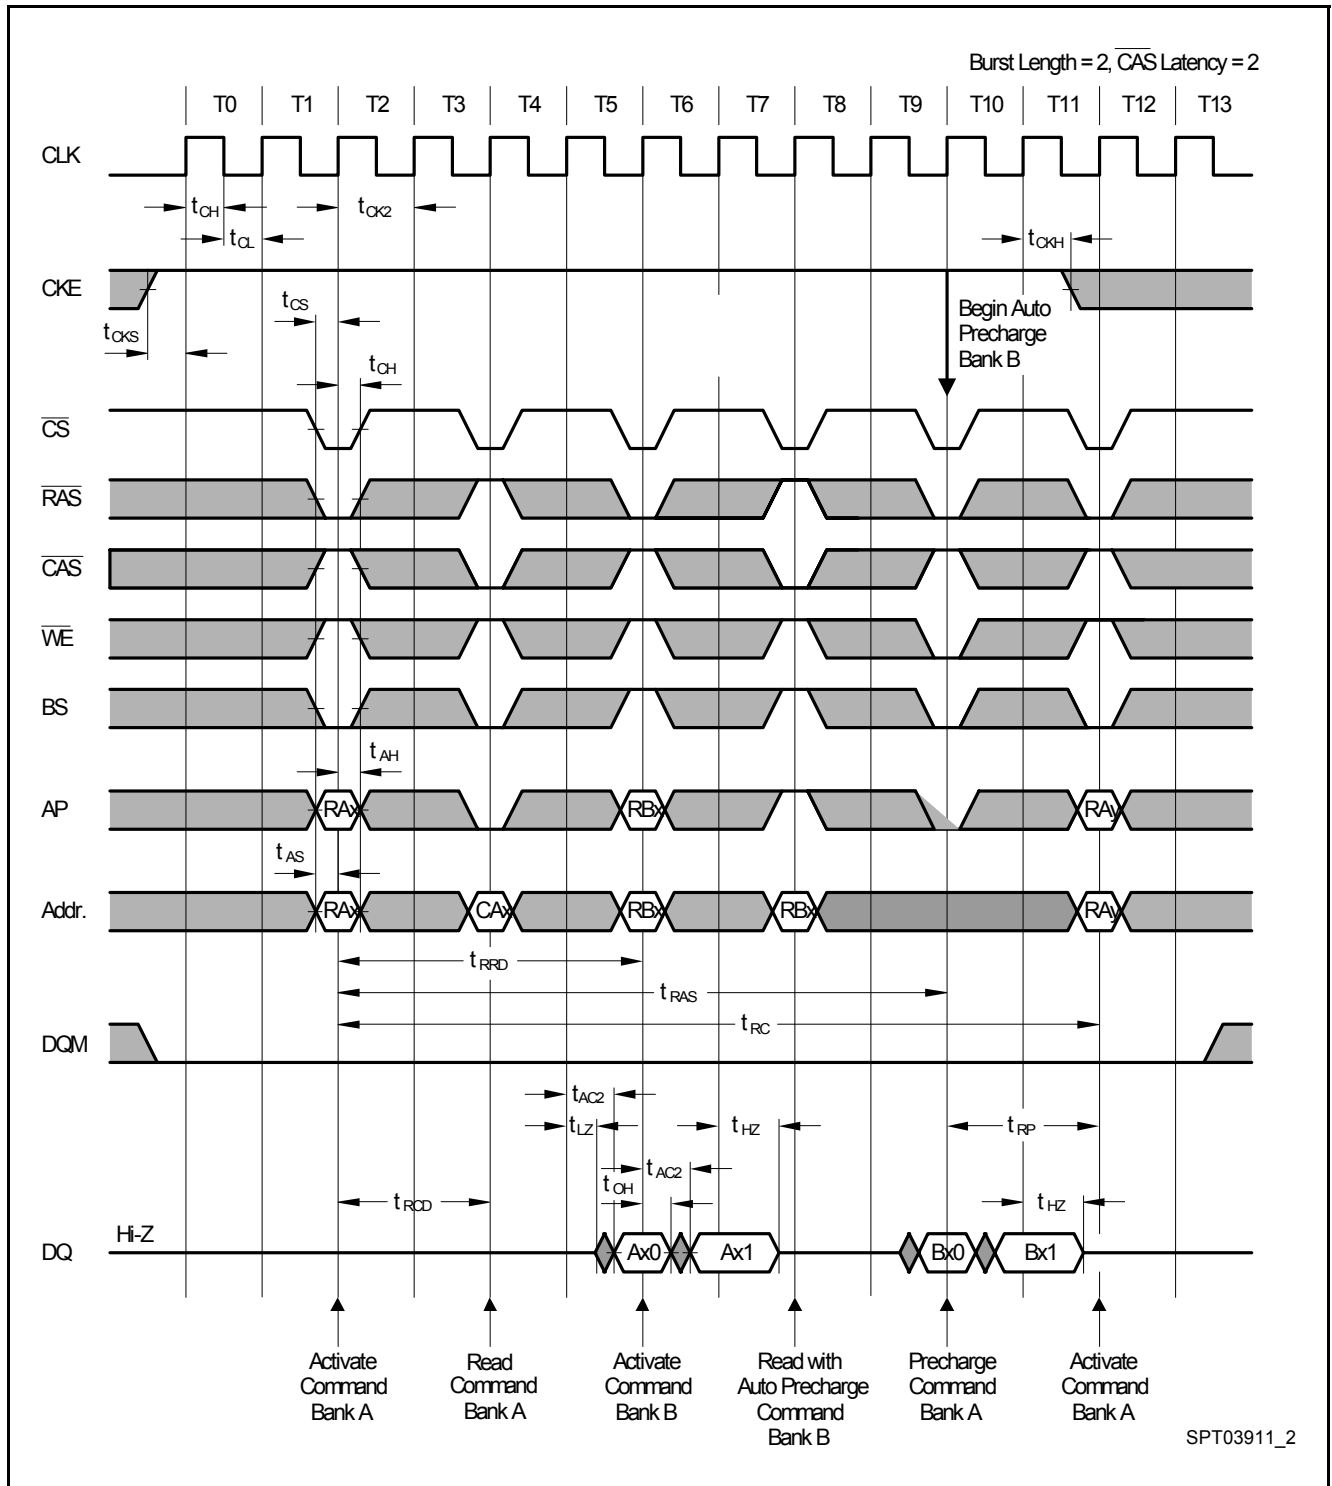 Burst Length = 2, CAS Latency = 2
T0 T1 T2 T3 T4 T5 T6 T7 T8 T9 T10 T11 T12 T13
CLK
tCH tCK2
tCL tCKH
CKE
tCS
Begin Auto
Precharge
Bank B
tCKS
tCH
CS
RAS
CAS
WE
BS
tAH
AP RAx RBx RAy
tAS
Addr. RAx CAx RBx RBx RAy
tRRD
tRAS
tRC
DQM
tAC2
tLZ tHZ tRP
tAC2
tOH
tRCD tHZ
Hi-Z
DQ Ax0 Ax1 Bx0 Bx1
Activate
Command
Bank A
Read
Command
Bank A
Activate
Command
Bank B
Read with
Auto Precharge
Command
Bank B
Precharge
Command
Bank A
Activate
Command
Bank A
SPT03911_2